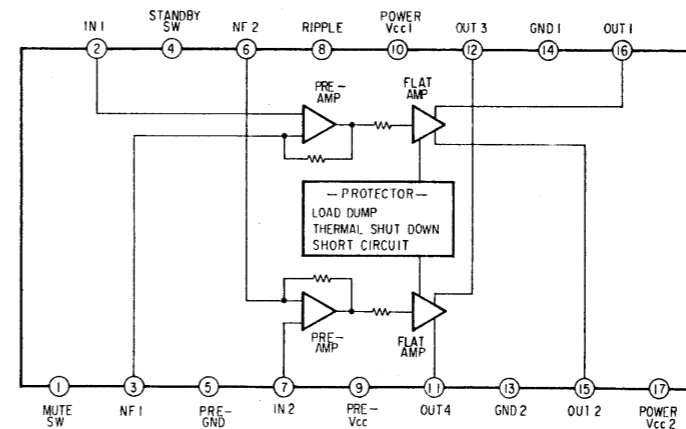 IN 1
STANDBY
SW
NF 2
RIPPLE
POWER
Vcc1
OUT 3
GND 1
OUT 1
2
4
6
8
10
12
14
16
PRE-
AMP
FLAT
AMP
- PROTECTOR -
LOAD DUMP
THERMAL SHUT DOWN
SHORT CIRCUIT
PRE-
AMP
FLAT
AMP
1
3
5
7
9
11
13
15
17
MUTE
SW
NF 1
PRE-
GND
IN 2
PRE-
Vcc
OUT4
GND 2
OUT 2
POWER
Vcc 2